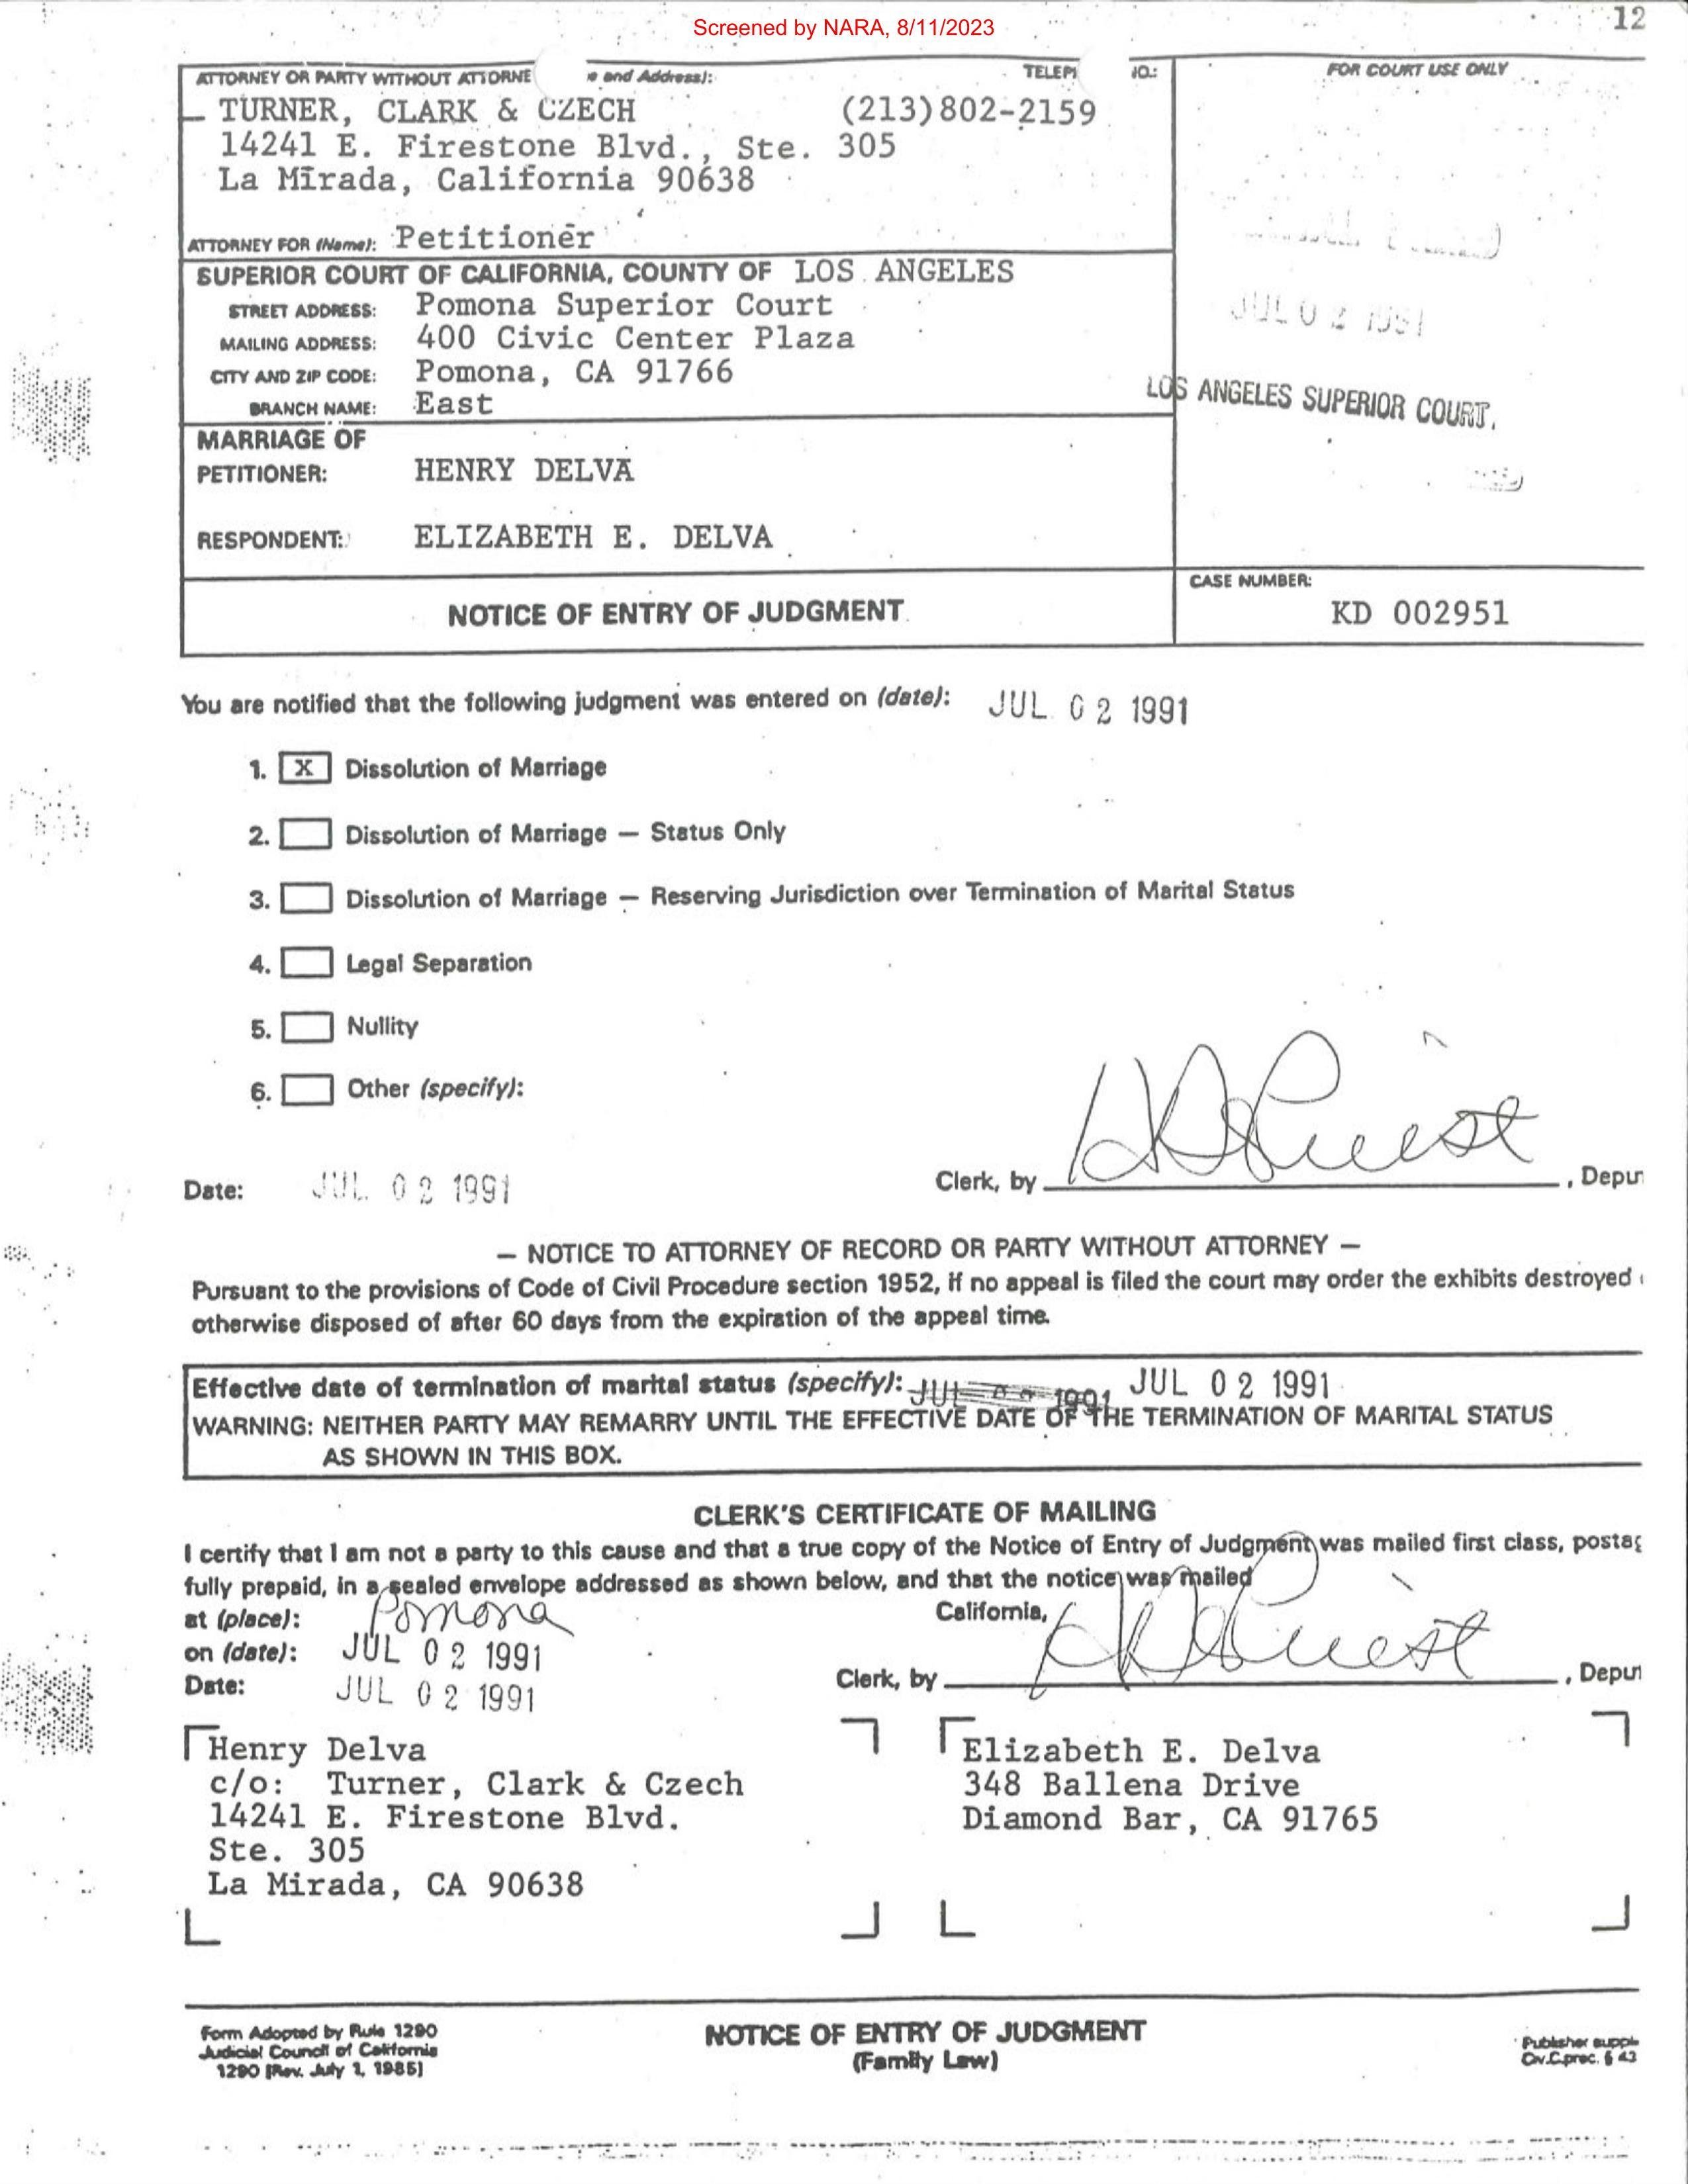 Screened by NARA, 8/11/2023
12
ATTORNEY OR PARTY WITHOUT ATTORNE e and Address): TELEPH NO.: FOR COURT USE ONLY
TURNER, CLARK & CZECH (213)802-2159
14241 E. Firestone Blvd., Ste. 305
La Mirada, California 90638
ATTORNEY FOR (Name): Petitioner
SUPERIOR COURT OF CALIFORNIA, COUNTY OF LOS ANGELES
STREET ADDRESS: Pomona Superior Court
JUL 02 1991
MAILING ADDRESS: 400 Civic Center Plaza
CITY AND ZIP CODE: Pomona, CA 91766
BRANCH NAME: East
LOS ANGELES SUPERIOR COURT,
MARRIAGE OF
PETITIONER: HENRY DELVA
RESPONDENT: ELIZABETH E. DELVA
NOTICE OF ENTRY OF JUDGMENT
CASE NUMBER:
KD 002951
You are notified that the following judgment was entered on (date): JUL 02 1991
1. X Dissolution of Marriage
2. Dissolution of Marriage — Status Only
3. Dissolution of Marriage — Reserving Jurisdiction over Termination of Marital Status
4. Legal Separation
5. Nullity
6. Other (specify):
Date: JUL 02 1991 Clerk, by , Depu
— NOTICE TO ATTORNEY OF RECORD OR PARTY WITHOUT ATTORNEY —
Pursuant to the provisions of Code of Civil Procedure section 1952, if no appeal is filed the court may order the exhibits destroyed
otherwise disposed of after 60 days from the expiration of the appeal time.
Effective date of termination of marital status (specify): JUL 02 1991
WARNING: NEITHER PARTY MAY REMARRY UNTIL THE EFFECTIVE DATE OF THE TERMINATION OF MARITAL STATUS
AS SHOWN IN THIS BOX.
CLERK'S CERTIFICATE OF MAILING
I certify that I am not a party to this cause and that a true copy of the Notice of Entry of Judgment was mailed first class, postag
fully prepaid, in a sealed envelope addressed as shown below, and that the notice was mailed
at (place): Pomona California,
on (date): JUL 02 1991
Date: JUL 02 1991 Clerk, by , Depu
Henry Delva
c/o: Turner, Clark & Czech
14241 E. Firestone Blvd.
Ste. 305
La Mirada, CA 90638
Elizabeth E. Delva
348 Ballena Drive
Diamond Bar, CA 91765
Form Adopted by Rule 1290
Judicial Council of California
1290 [Rev. July 1, 1985]
NOTICE OF ENTRY OF JUDGMENT
(Family Law)
Publisher suppl
Civ.C.proc. § 43